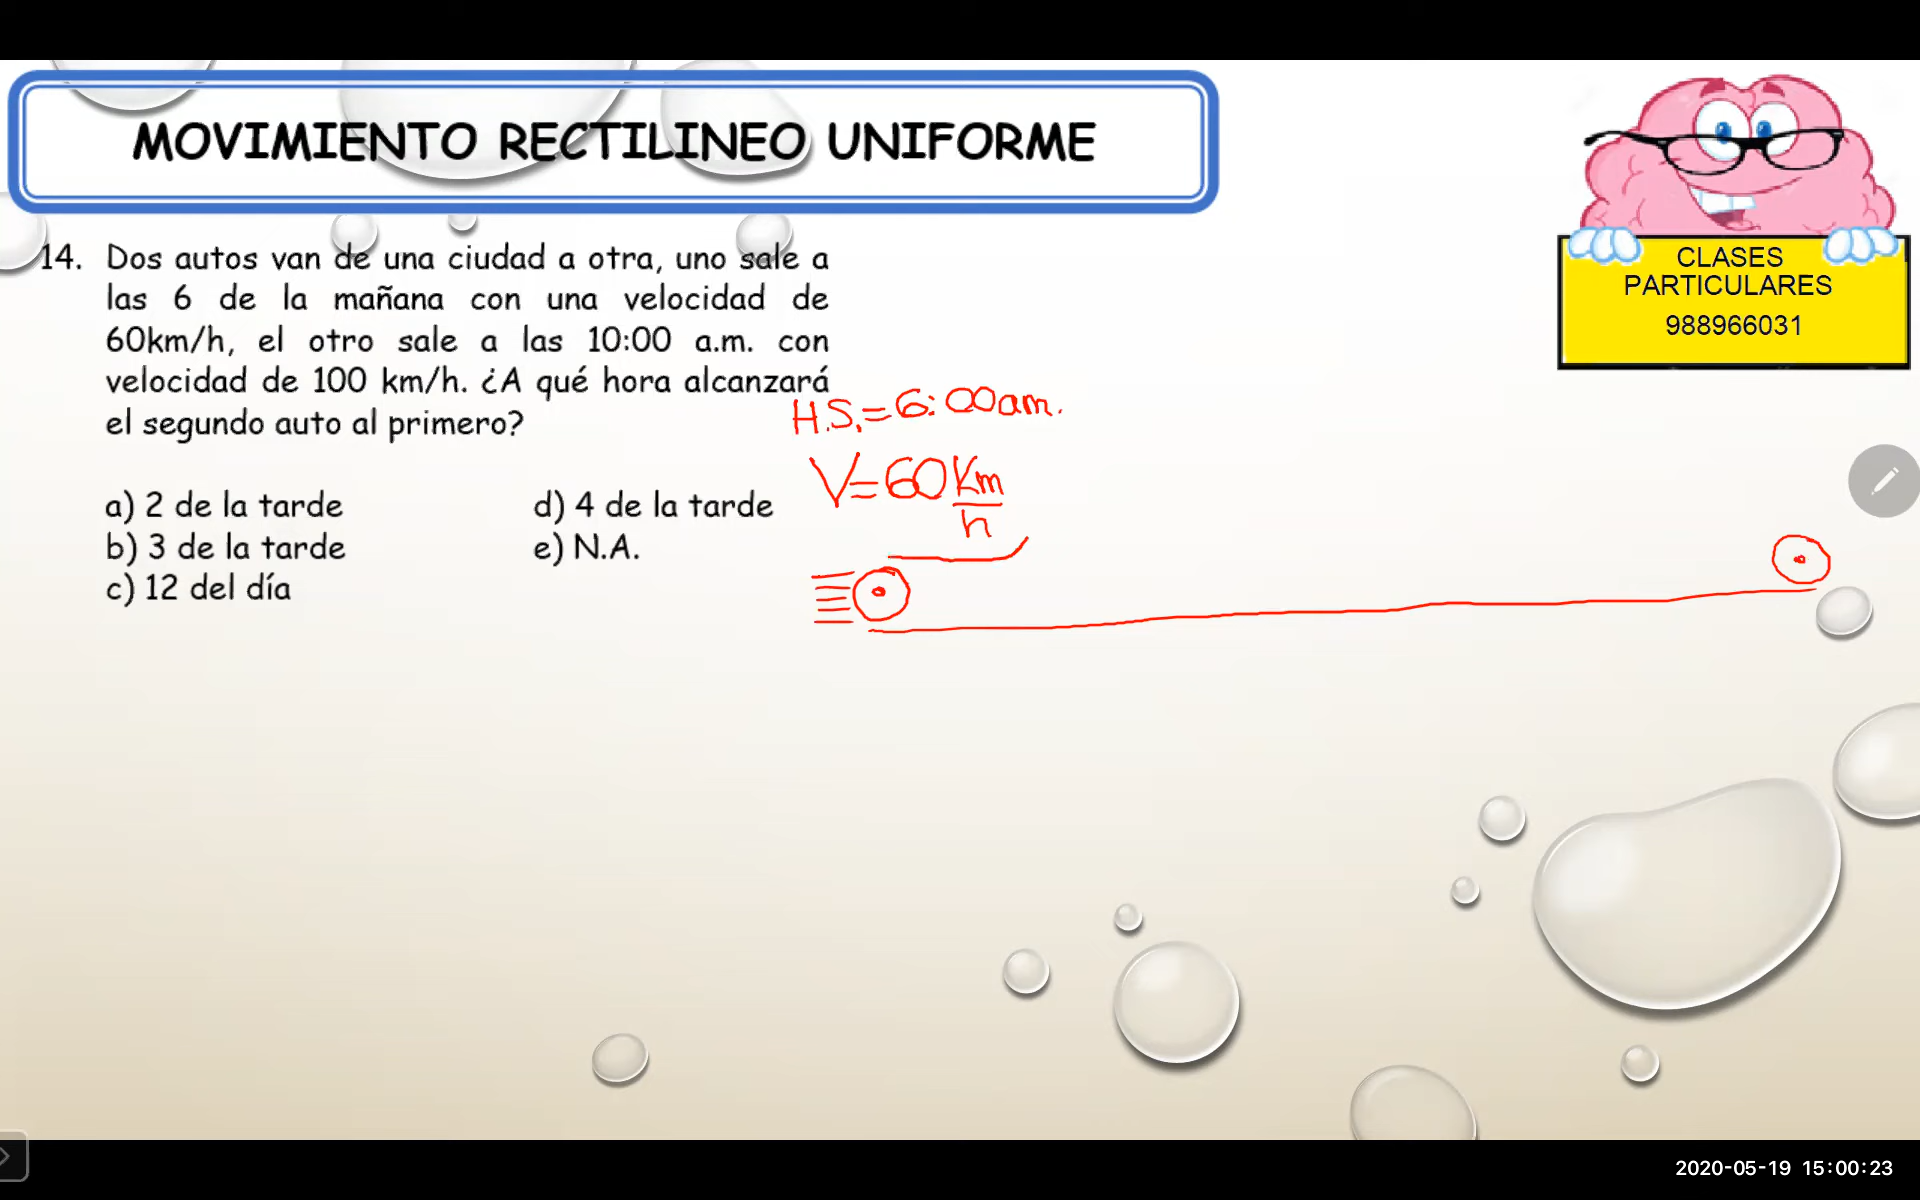 MOVIMIENTO RECTILINEO UNIFORME
CLASES
PARTICULARES
988966031
14. Dos autos van de una ciudad a otra, uno sale a
las 6 de la mañana con una velocidad de
60km/h, el otro sale a las 10:00 a.m. con
velocidad de 100 km/h. ¿A qué hora alcanzará
el segundo auto al primero?
a) 2 de la tarde
b) 3 de la tarde
c) 12 del día
d) 4 de la tarde
e) N.A.
H.S.=6:00am.
V=60 Km
h
2020-05-19 15:00:23